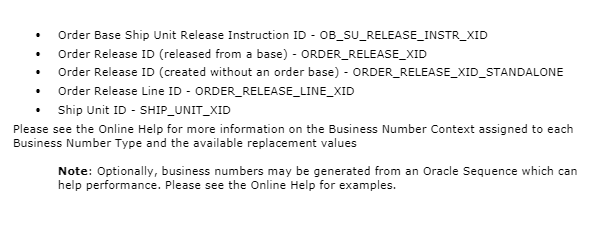 • Order Base Ship Unit Release Instruction ID - OB_SU_RELEASE_INSTR_XID
• Order Release ID (released from a base) - ORDER_RELEASE_XID
• Order Release ID (created without an order base) - ORDER_RELEASE_XID_STANDALONE
• Order Release Line ID - ORDER_RELEASE_LINE_XID
• Ship Unit ID - SHIP_UNIT_XID
Please see the Online Help for more information on the Business Number Context assigned to each
Business Number Type and the available replacement values
Note: Optionally, business numbers may be generated from an Oracle Sequence which can
help performance. Please see the Online Help for examples.